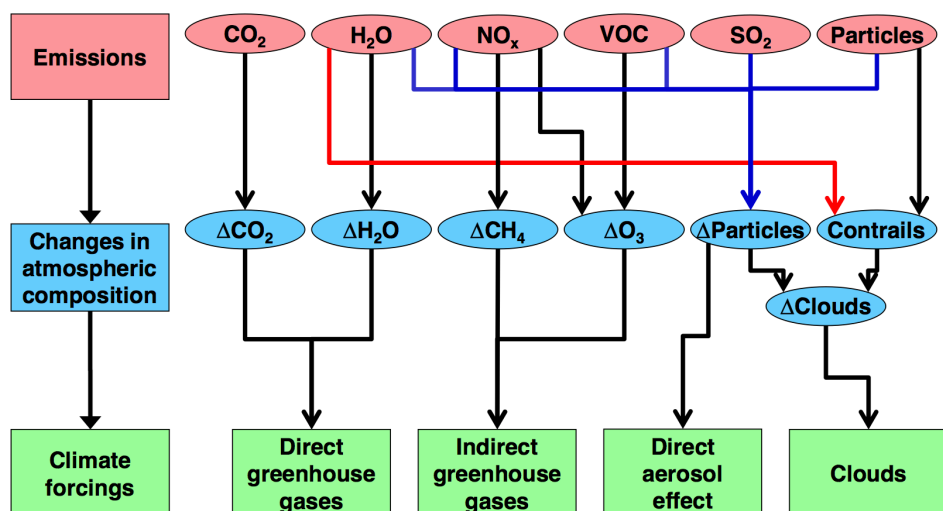 Emissions
CO₂
H₂O
NOₓ
VOC
SO₂
Particles
Changes in
atmospheric
composition
ΔCO₂
ΔH₂O
ΔCH₄
ΔO₃
ΔParticles
Contrails
ΔClouds
Climate
forcings
Direct
greenhouse
gases
Indirect
greenhouse
gases
Direct
aerosol
effect
Clouds